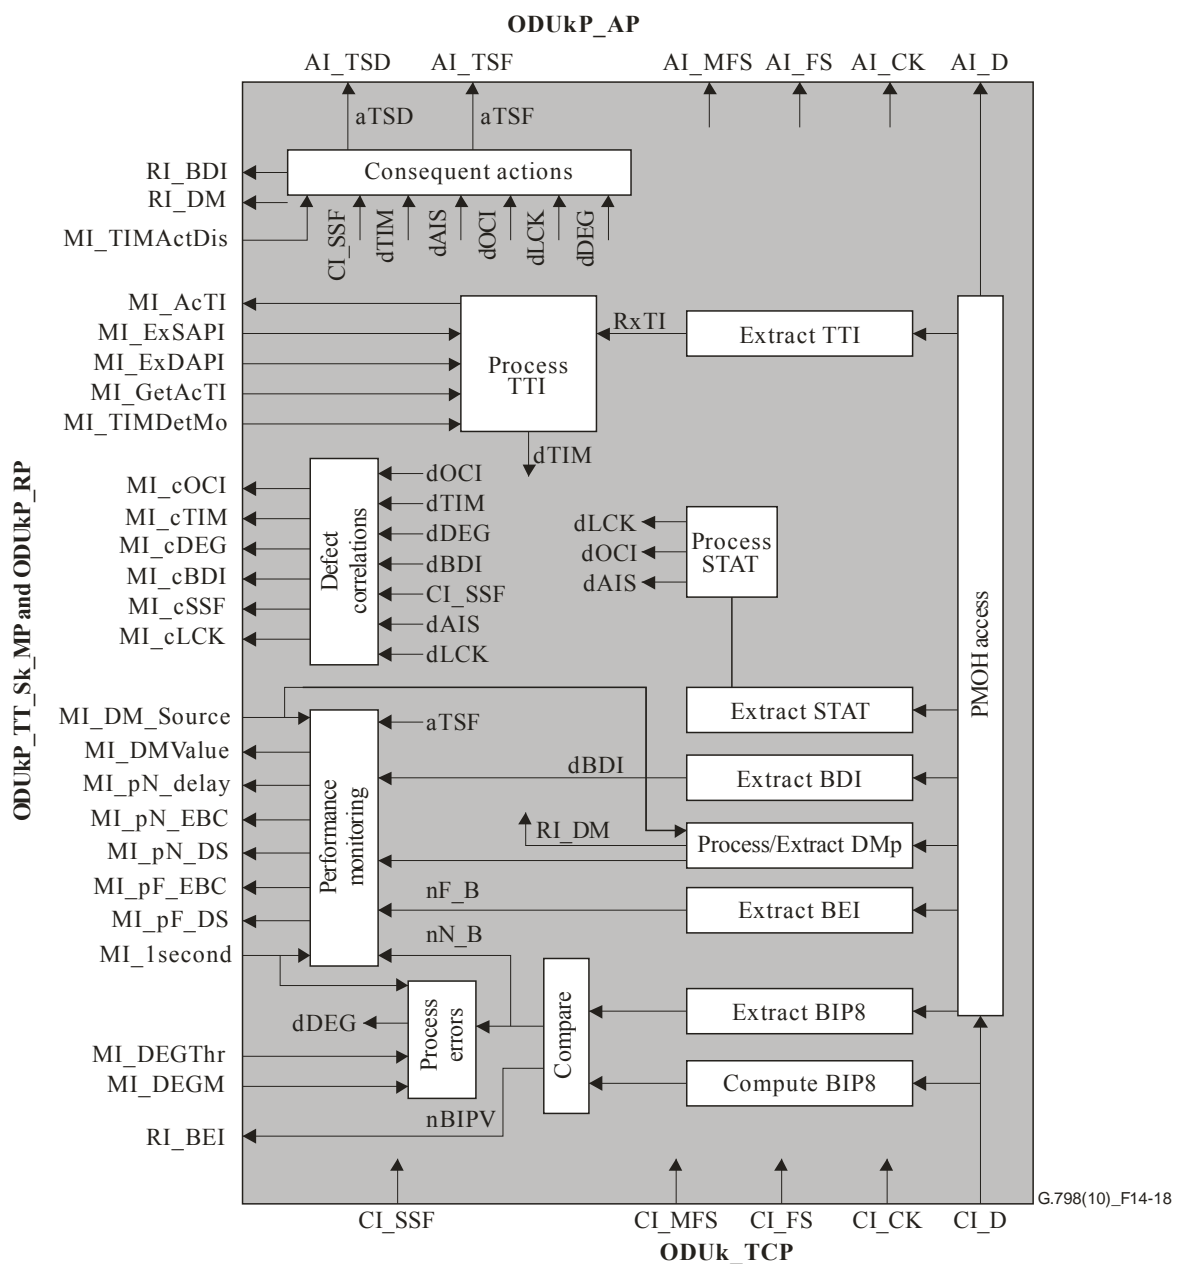 ODUkP_AP
AI_TSD
AI_TSF
AI_MFS
AI_FS
AI_CK
AI_D
aTSD
aTSF
RI_BDI
Consequent actions
RI_DM
MI_TIMActDis
CI_SSF
dTIM
dAIS
dOCI
dLCK
dDEG
MI_AcTI
MI_ExSAPI
MI_ExDAPI
MI_GetAcTI
MI_TIMDetMo
Process
TTI
RxTI
Extract TTI
dTIM
ODUkP_TT_Sk_MP and ODUkP_RP
MI_cOCI
MI_cTIM
MI_cDEG
MI_cBDI
MI_cSSF
MI_cLCK
Defect
correlations
dOCI
dTIM
dDEG
dBDI
CI_SSF
dAIS
dLCK
dLCK
dOCI
dAIS
Process
STAT
PMOH access
Extract STAT
MI_DM_Source
MI_DMValue
MI_pN_delay
MI_pN_EBC
MI_pN_DS
MI_pF_EBC
MI_pF_DS
MI_1second
Performance
monitoring
aTSF
dBDI
Extract BDI
RI_DM
Process/Extract DMp
nF_B
Extract BEI
nN_B
dDEG
Process
errors
Compare
Extract BIP8
MI_DEGThr
MI_DEGM
Compute BIP8
nBIPV
RI_BEI
CI_SSF
CI_MFS
CI_FS
CI_CK
CI_D
G.798(10)_F14-18
ODUk_TCP